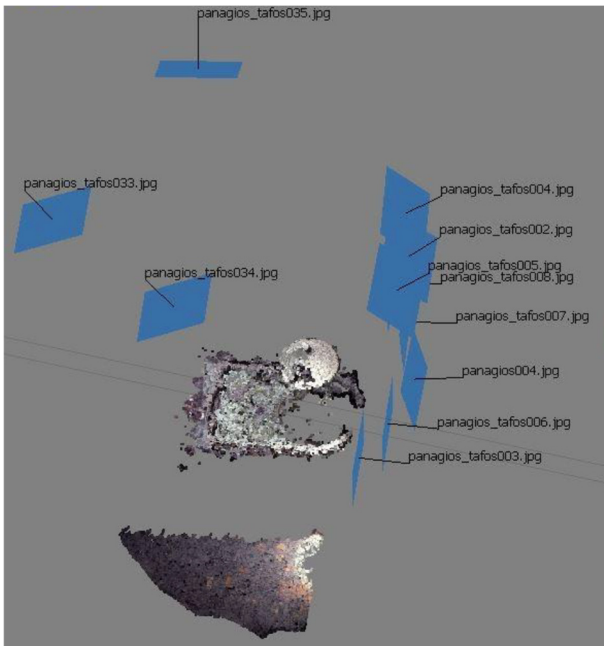 panagios_tafos035.jpg
panagios_tafos033.jpg
panagios_tafos004.jpg
panagios_tafos002.jpg
panagios_tafos005.jpg
panagios_tafos008.jpg
panagios_tafos034.jpg
panagios_tafos007.jpg
panagios004.jpg
panagios_tafos006.jpg
panagios_tafos003.jpg